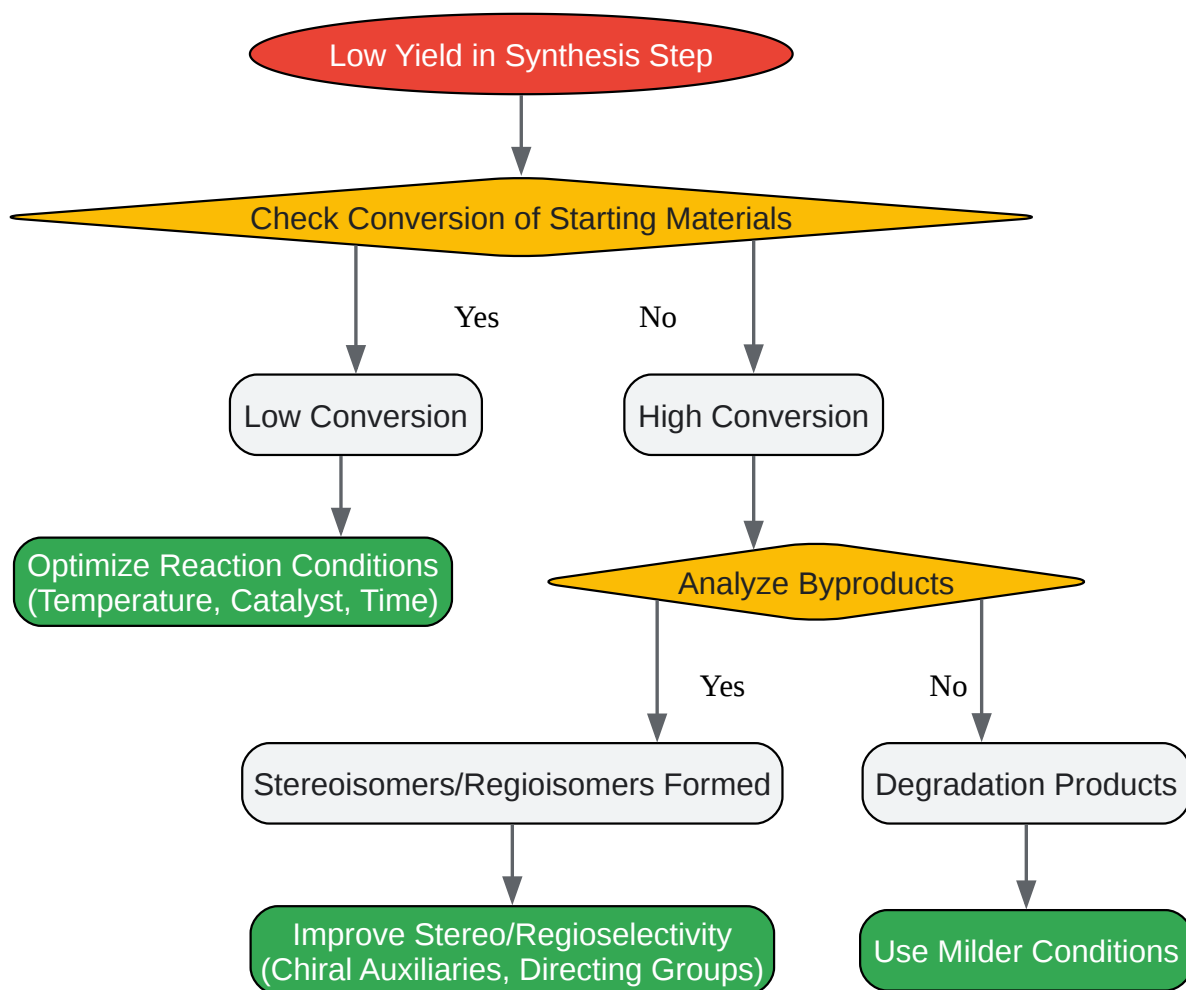 Low Yield in Synthesis Step
Check Conversion of Starting Materials
Yes
No
Low Conversion
High Conversion
Optimize Reaction Conditions
(Temperature, Catalyst, Time)
Analyze Byproducts
Yes
No
Stereoisomers/Regioisomers Formed
Degradation Products
Improve Stereo/Regioselectivity
(Chiral Auxiliaries, Directing Groups)
Use Milder Conditions